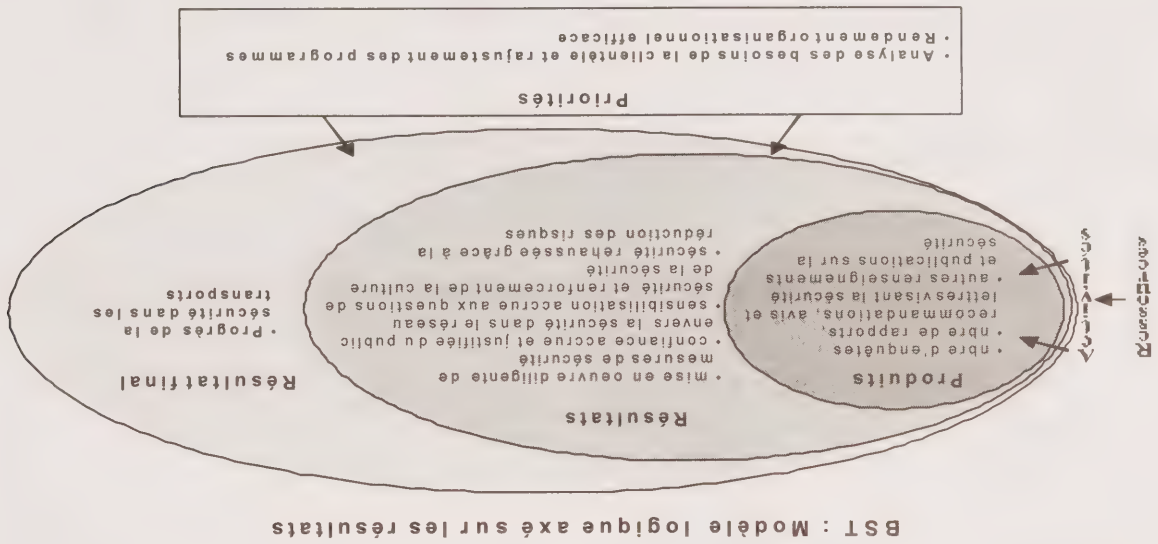 BST : Modèle logique axé sur les résultats
Ressources
Activités
Produits
• nbre d'enquêtes
• nbre de rapports,
recommandations, avis et
lettres visant la sécurité
• autres renseignements
et publications sur la
sécurité
Résultats
• mise en oeuvre diligente de
mesures de sécurité
• confiance accrue et justifiée du public
envers la sécurité dans le réseau
• sensibilisation accrue aux questions de
sécurité et renforcement de la culture
de la sécurité
• sécurité rehaussée grâce à la
réduction des risques
Résultat final
• Progrès de la
sécurité dans les
transports
Priorités
• Analyse des besoins de la clientèle et rajustement des programmes
• Rendement organisationnel efficace